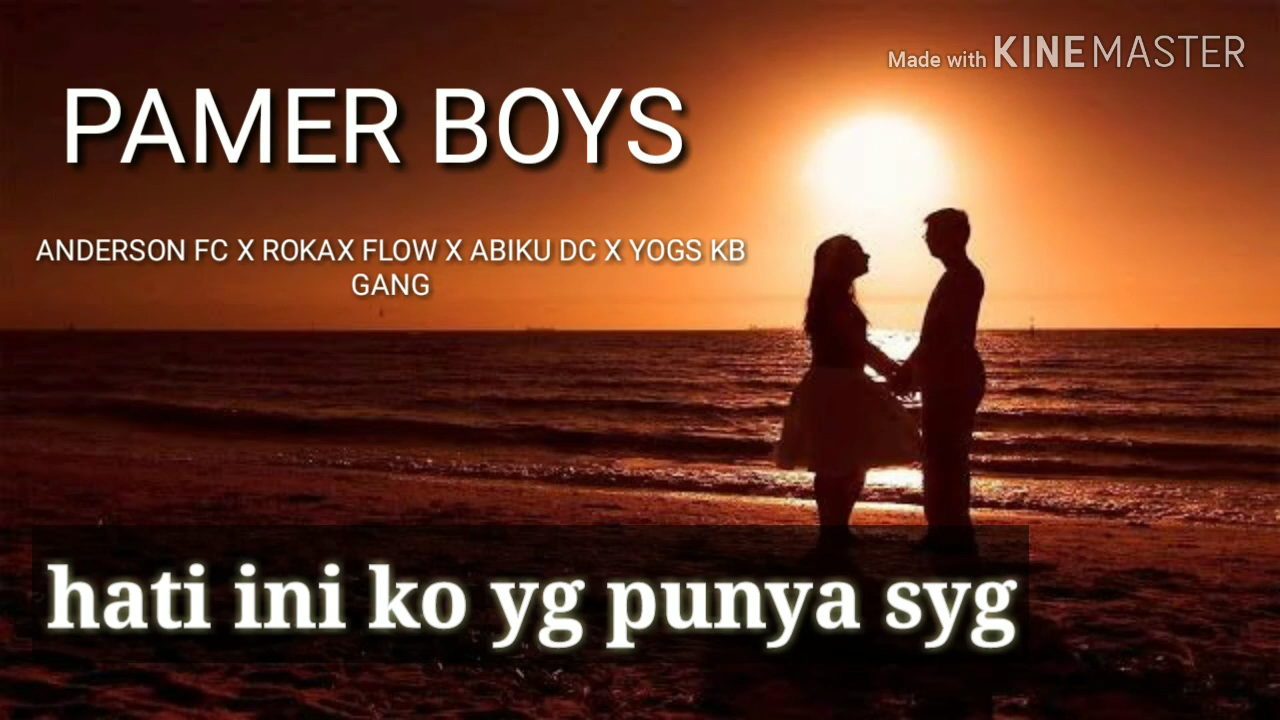 Made with KINEMASTER
PAMER BOYS
ANDERSON FC X ROKAX FLOW X ABIKU DC X YOGS KB
GANG
hati ini ko yg punya syg